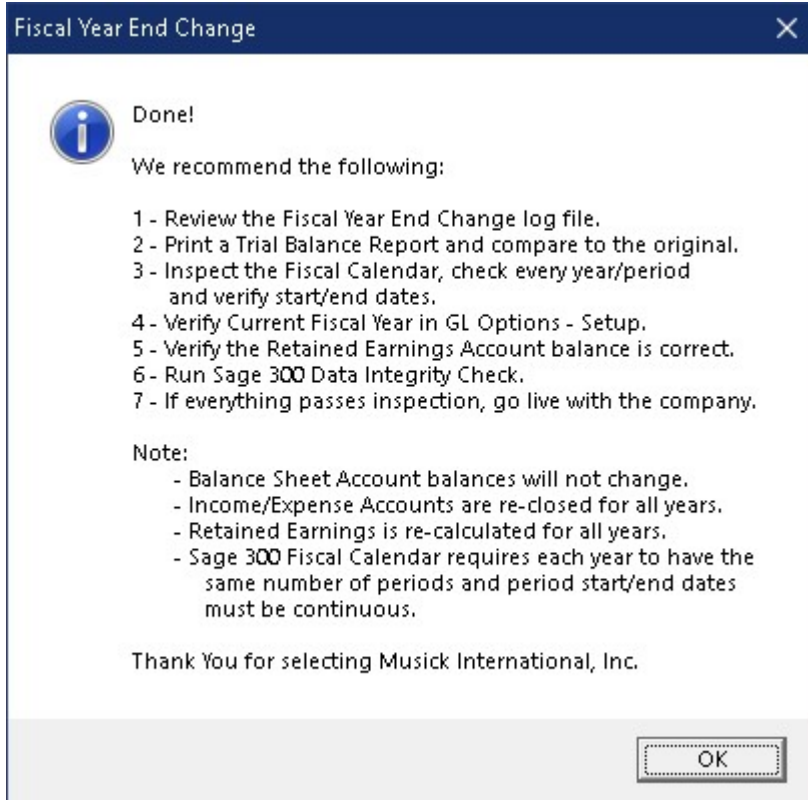 Fiscal Year End Change
Done!
We recommend the following:
1 - Review the Fiscal Year End Change log file.
2 - Print a Trial Balance Report and compare to the original.
3 - Inspect the Fiscal Calendar, check every year/period
and verify start/end dates.
4 - Verify Current Fiscal Year in GL Options - Setup.
5 - Verify the Retained Earnings Account balance is correct.
6 - Run Sage 300 Data Integrity Check.
7 - If everything passes inspection, go live with the company.
Note:
- Balance Sheet Account balances will not change.
- Income/Expense Accounts are re-closed for all years.
- Retained Earnings is re-calculated for all years.
- Sage 300 Fiscal Calendar requires each year to have the
same number of periods and period start/end dates
must be continuous.
Thank You for selecting Musick International, Inc.
OK